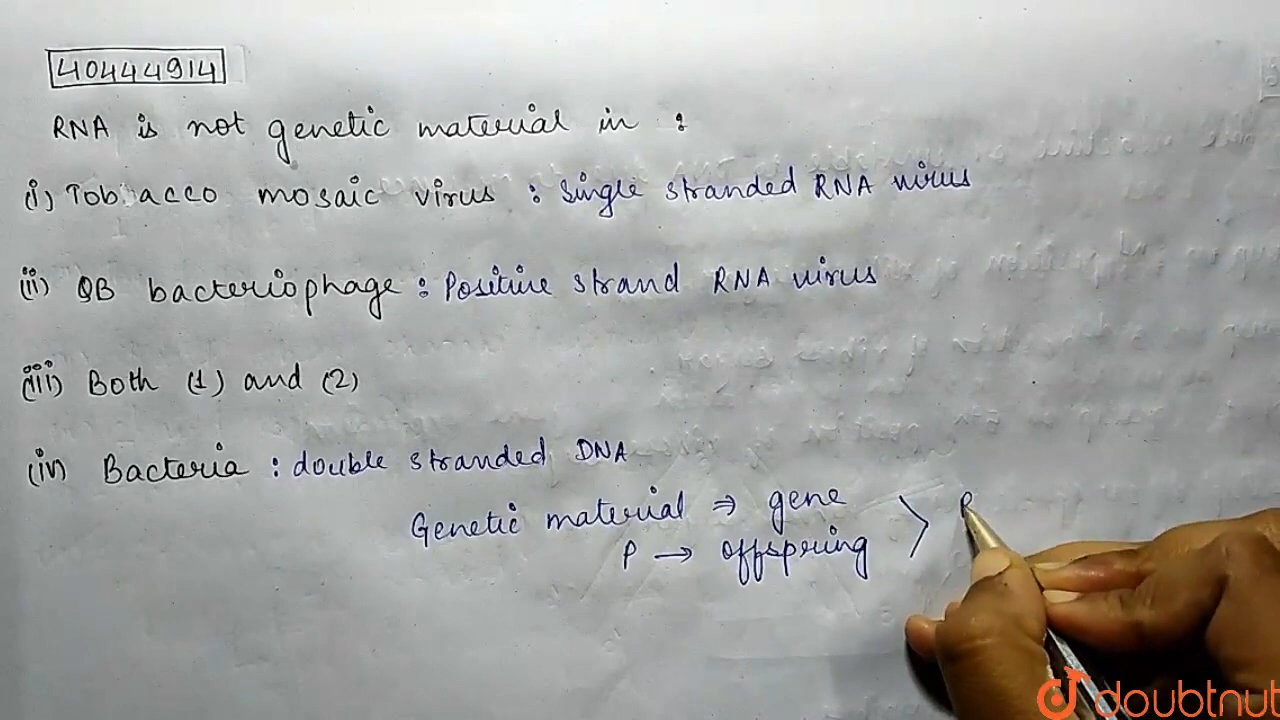 40444914
RNA is not genetic material in :
(i) Tobacco mosaic virus : Single stranded RNA virus
(ii) QB bacteriophage : Positive strand RNA virus
(iii) Both (1) and (2)
(iv) Bacteria : double stranded DNA
Genetic material ⇒ gene
P → offspring
doubtnut